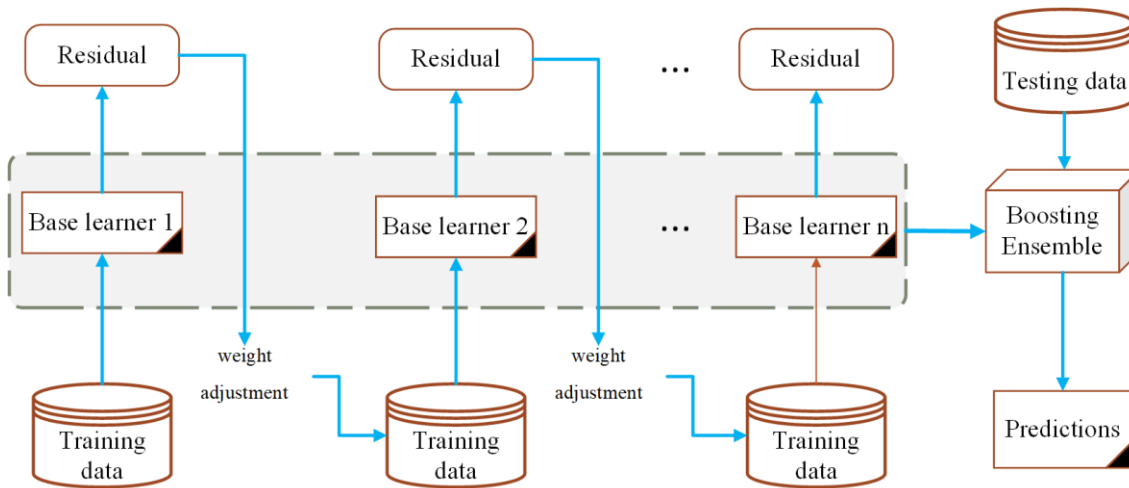 Residual
Residual
...
Residual
Testing data
Base learner 1
Base learner 2
...
Base learner n
Boosting
Ensemble
weight
adjustment
weight
adjustment
Training
data
Training
data
Training
data
Predictions